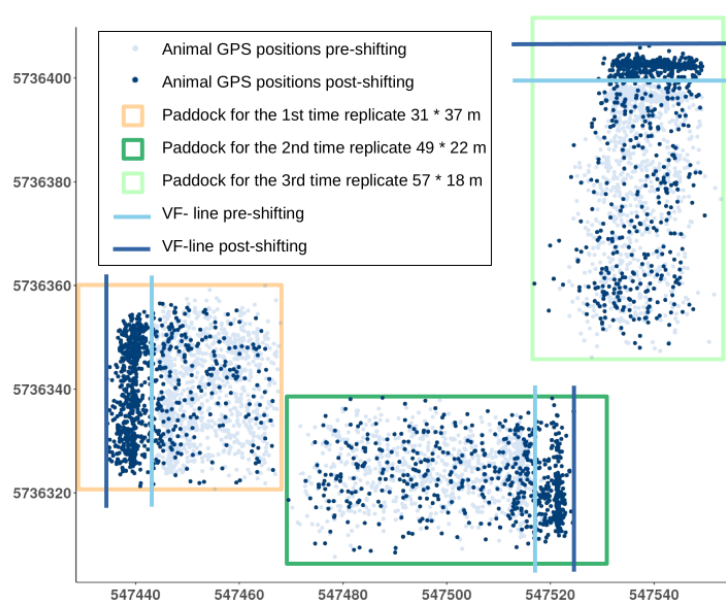 Animal GPS positions pre-shifting
Animal GPS positions post-shifting
Paddock for the 1st time replicate 31 * 37 m
Paddock for the 2nd time replicate 49 * 22 m
Paddock for the 3rd time replicate 57 * 18 m
VF- line pre-shifting
VF-line post-shifting
5736400
5736380
5736360
5736340
5736320
547440 547460 547480 547500 547520 547540